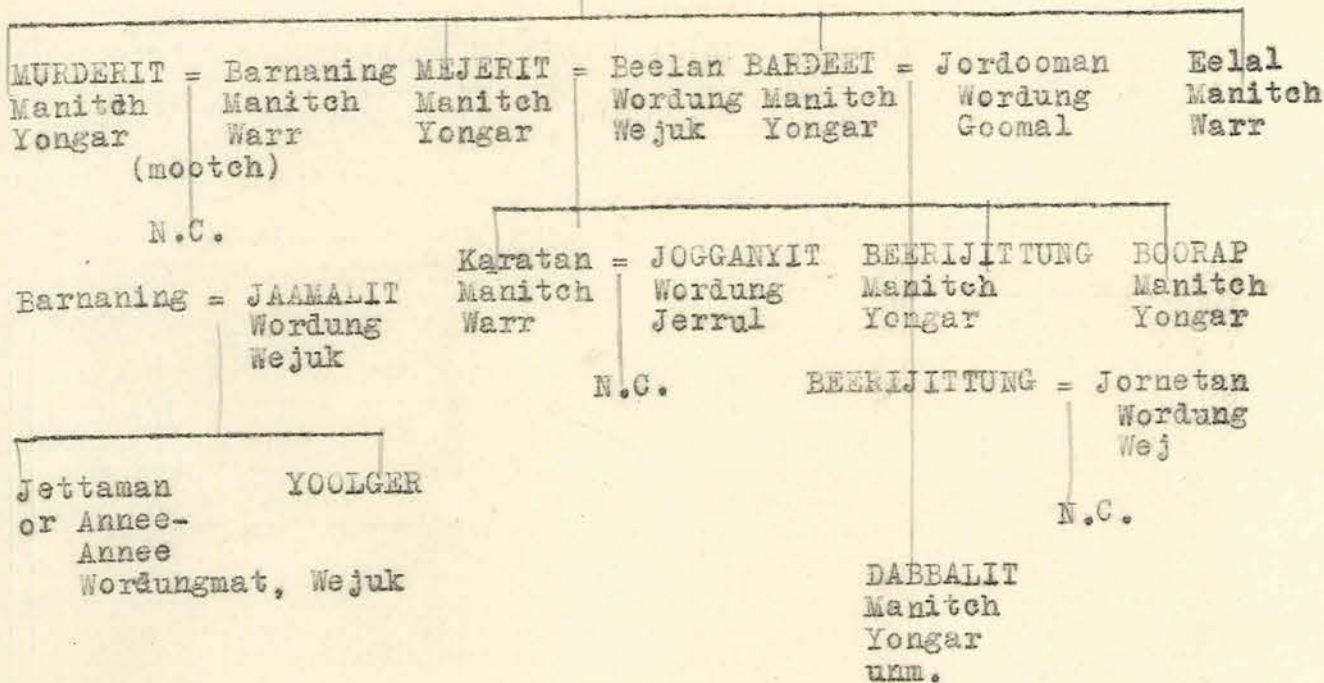 MURDERIT = Barnaning MEJERIT = Beelan BARDEET = Jordooman Eelal
Manitch Manitch Manitch Wordung Manitch Wordung Manitch
Yongar Warr Yongar Wejuk Yongar Goomal Warr
(mootch)
N.C.
Karatan = JOGGANYIT BEERIJITTUNG BOORAP
Manitch Wordung Manitch Manitch
Warr Jerrul Yongar Yongar
Barnaning = JAAMALIT
Wordung
Wejuk
N.C.
BEERIJITTUNG = Jornetan
Wordung
Wej
N.C.
Jettaman YOOLGER
or Annee-
Annee
Wordungmat, Wejuk
DABBALIT
Manitch
Yongar
unm.